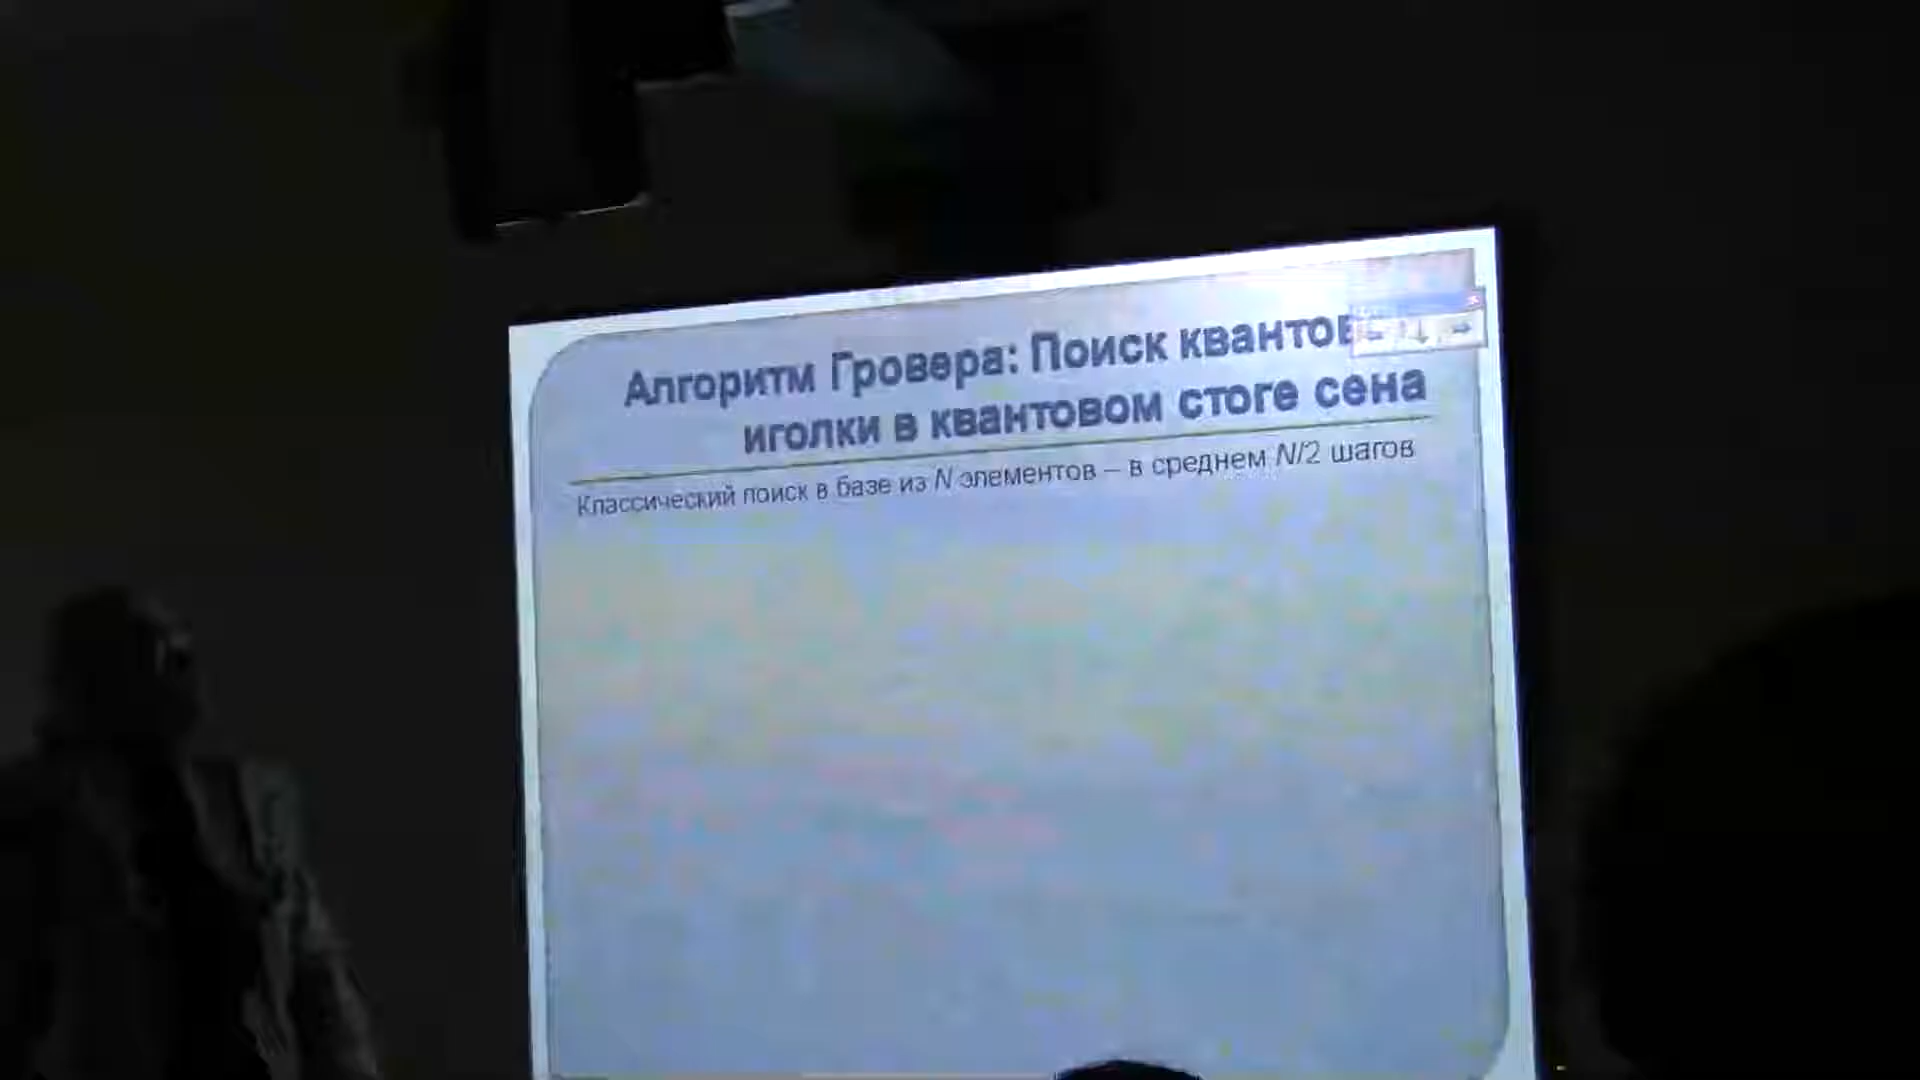 Алгоритм Гровера: Поиск квантов
иголки в квантовом стоге сена
Классический поиск в базе из N элементов – в среднем N/2 шагов